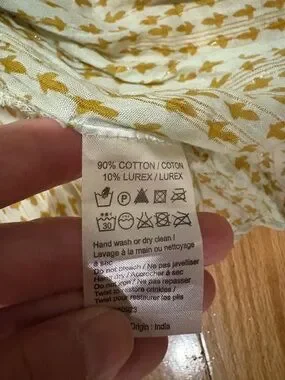 90% COTTON / COTON
10% LUREX / LUREX
P
30
Hand wash or dry clean /
Lavage à la main ou nettoyage
à sec
Do not bleach / Ne pas javelliser
Hang dry / Accrocher à sec
Do not iron / Ne pas repasser
Twist to restore crinkles /
Twist pour restaurer les plis
Origin : India